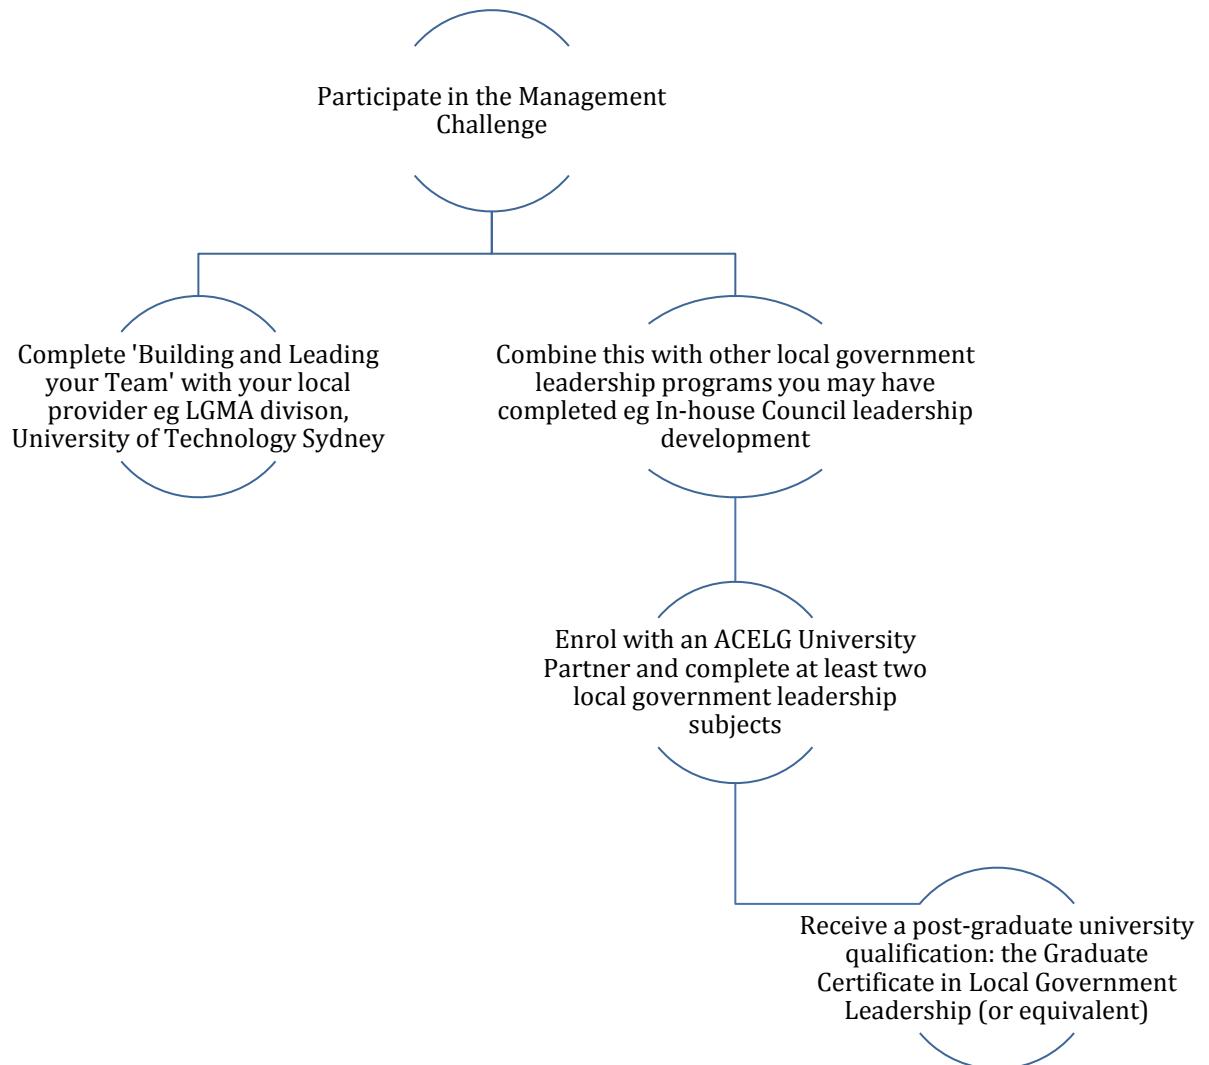 Participate in the Management
Challenge
Complete 'Building and Leading
your Team' with your local
provider eg LGMA divison,
University of Technology Sydney
Combine this with other local government
leadership programs you may have
completed eg In-house Council leadership
development
Enrol with an ACELG University
Partner and complete at least two
local government leadership
subjects
Receive a post-graduate university
qualification: the Graduate
Certificate in Local Government
Leadership (or equivalent)